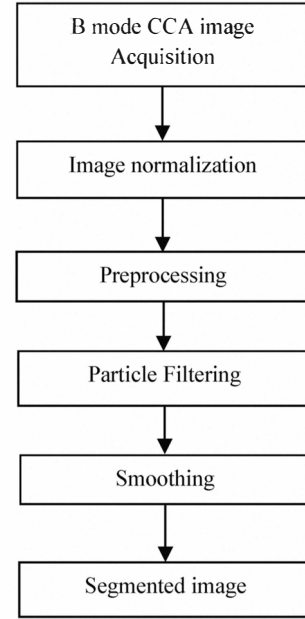 B mode CCA image
Acquisition
Image normalization
Preprocessing
Particle Filtering
Smoothing
Segmented image